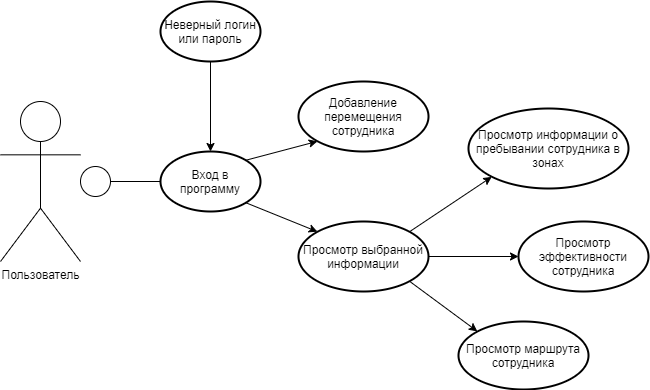 Неверный логин
или пароль
Добавление
перемещения
сотрудника
Просмотр информации о
пребывании сотрудника в
зонах
Вход в
программу
Просмотр выбранной
информации
Просмотр
эффективности
сотрудника
Пользователь
Просмотр маршрута
сотрудника